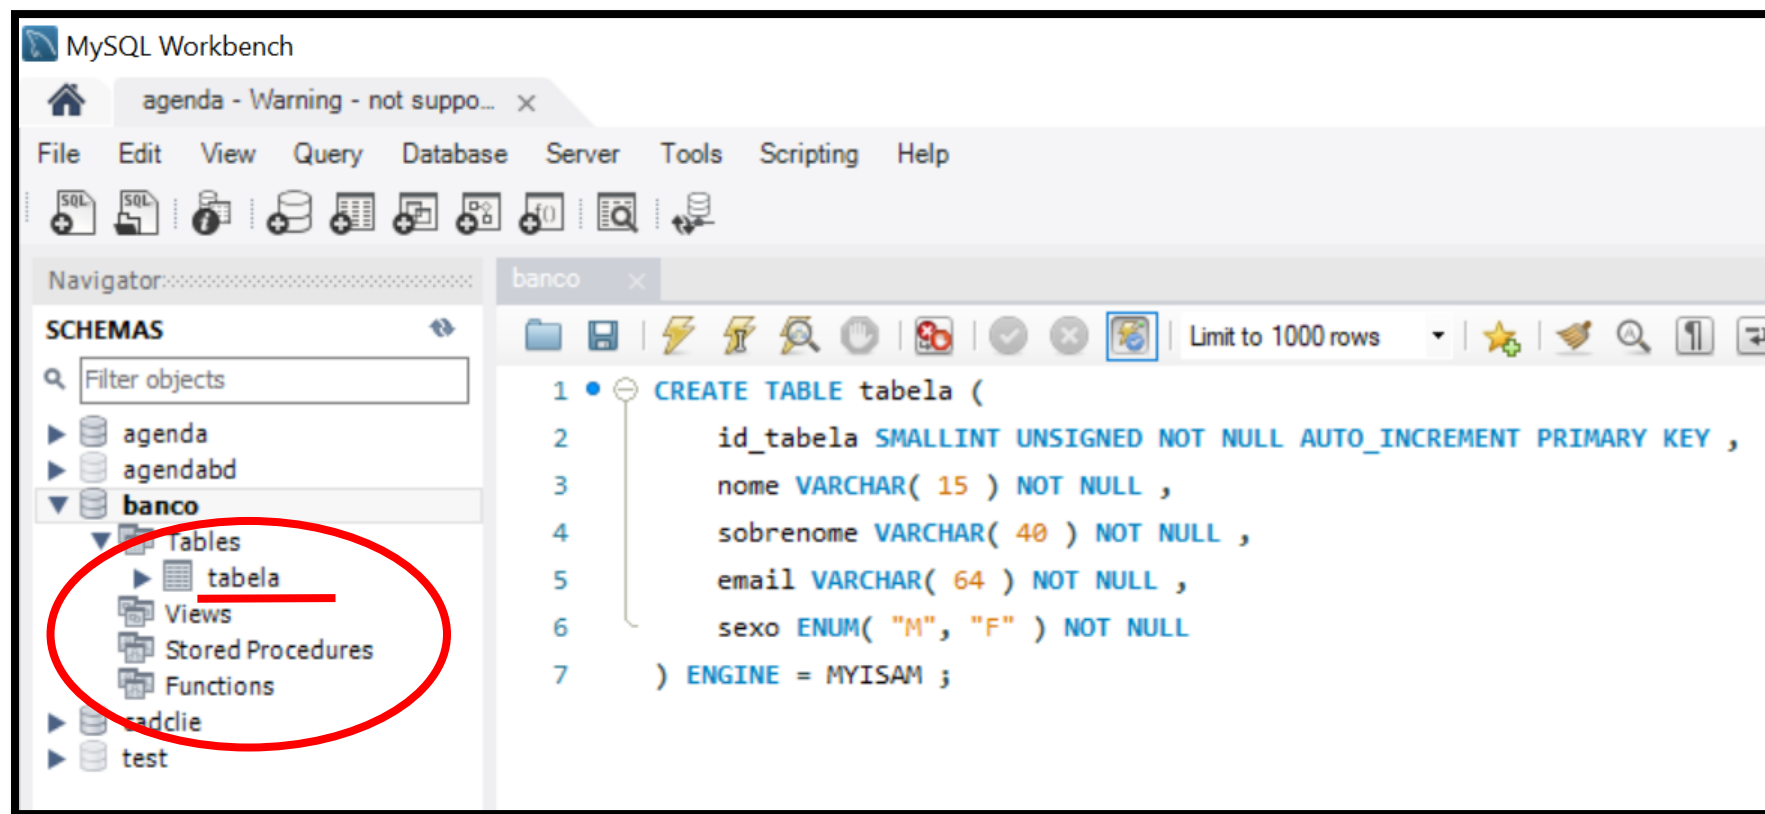 MySQL Workbench
agenda - Warning - not suppo...
File Edit View Query Database Server Tools Scripting Help
Navigator
banco
SCHEMAS
Limit to 1000 rows
Filter objects
agenda
agendabd
banco
Tables
tabela
Views
Stored Procedures
Functions
cadclie
test
1 CREATE TABLE tabela (
2 id_tabela SMALLINT UNSIGNED NOT NULL AUTO_INCREMENT PRIMARY KEY ,
3 nome VARCHAR( 15 ) NOT NULL ,
4 sobrenome VARCHAR( 40 ) NOT NULL ,
5 email VARCHAR( 64 ) NOT NULL ,
6 sexo ENUM( "M", "F" ) NOT NULL
7 ) ENGINE = MYISAM ;